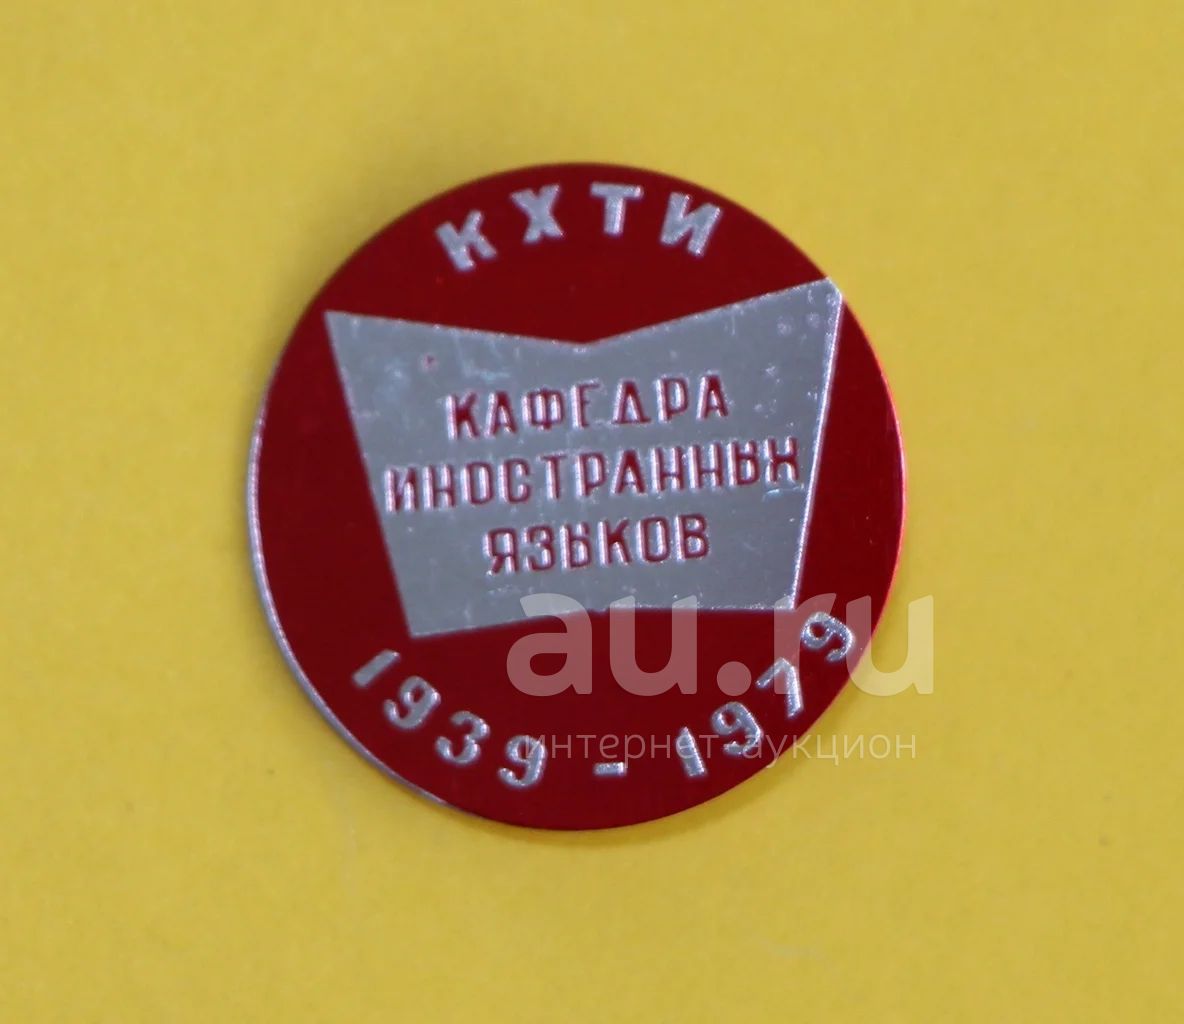 КХТИ
КАФЕДРА
ИНОСТРАННЫХ
ЯЗЫКОВ
1939-1979
au.ru
интернет-аукцион